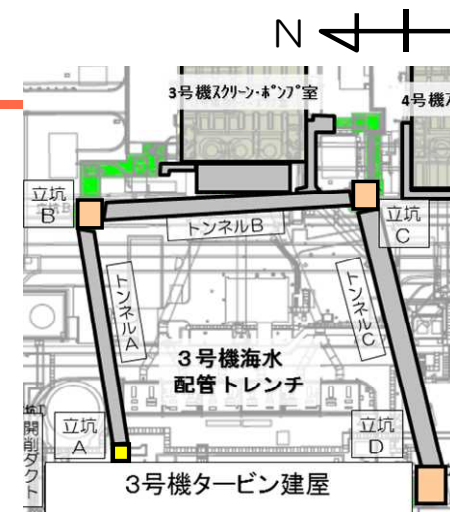 N
3号機スクリーン・ポンプ室
4号機
立坑
B
トンネルB
立坑
C
トンネルA
トンネルC
3号機海水
配管トレンチ
立坑
A
立坑
D
開削ダクト
3号機タービン建屋